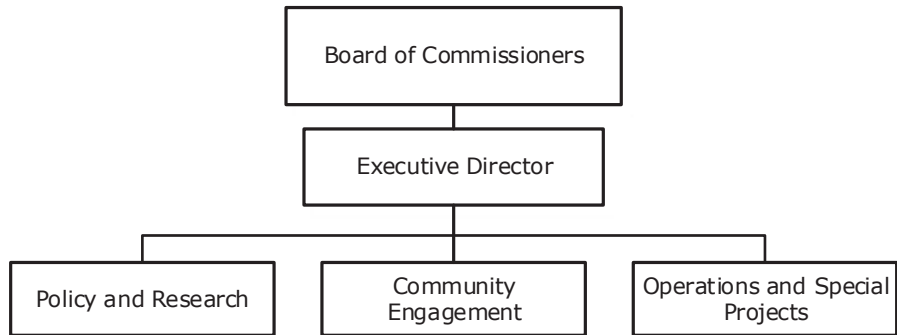 Board of Commissioners
Executive Director
Policy and Research
Community
Engagement
Operations and Special
Projects